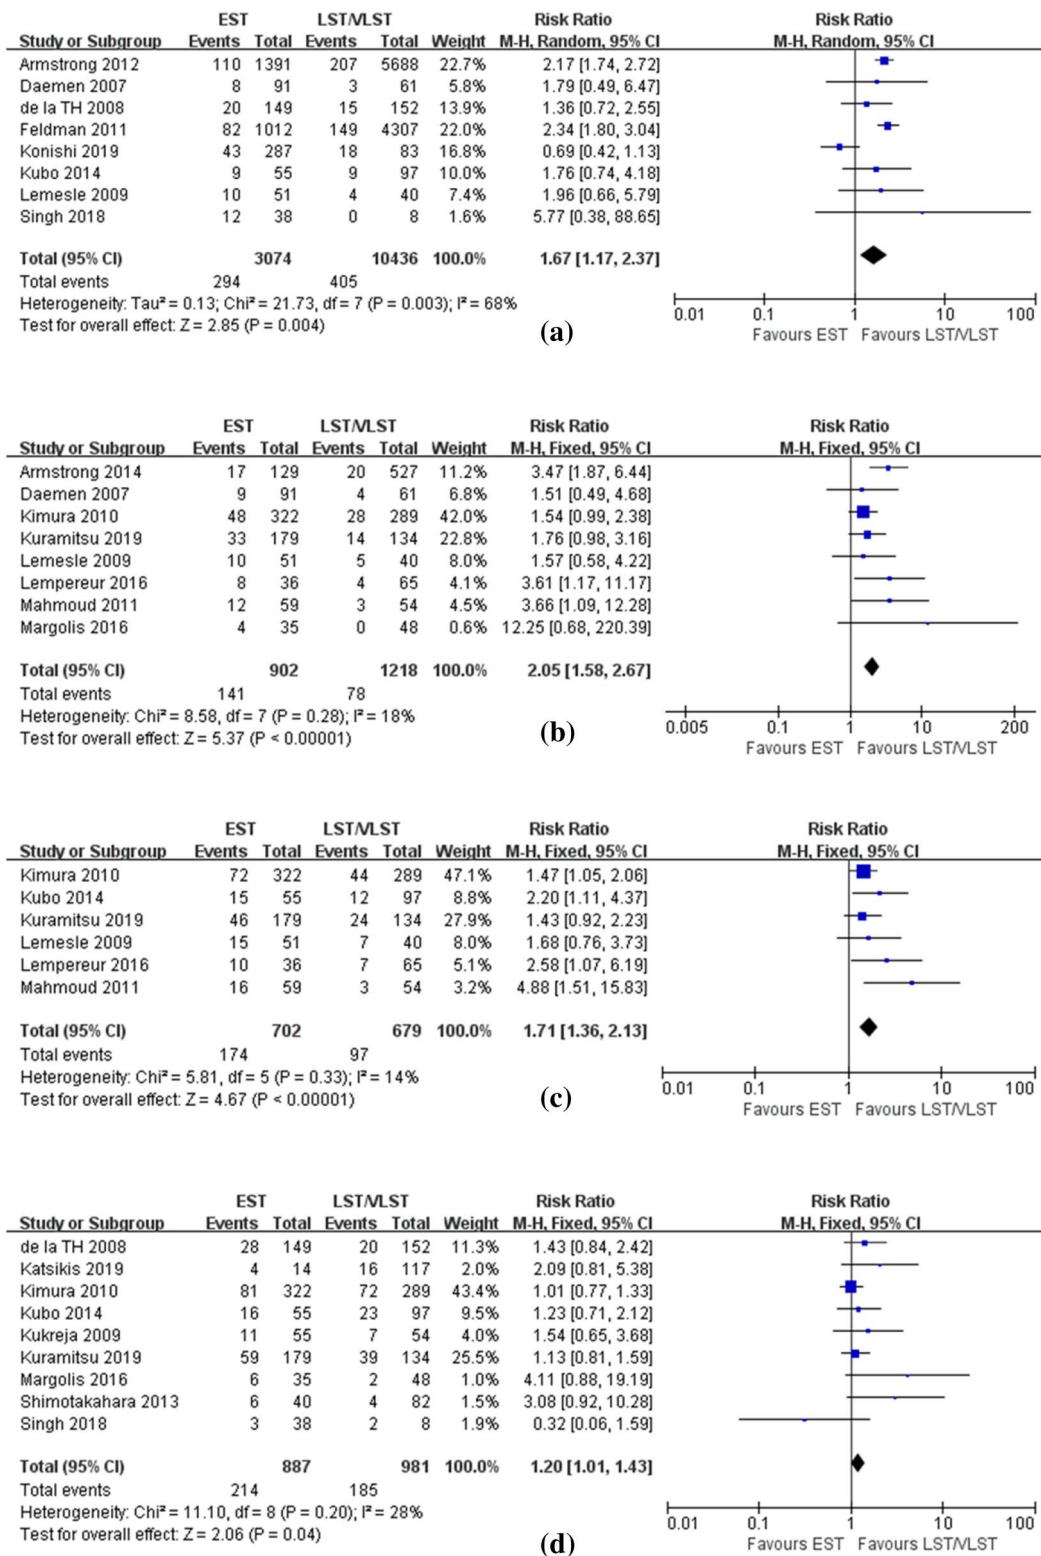 EST LST/VLST Risk Ratio Risk Ratio
Study or Subgroup Events Total Events Total Weight M-H, Random, 95% CI M-H, Random, 95% CI
Armstrong 2012 110 1391 207 5688 22.7% 2.17 [1.74, 2.72]
Daemen 2007 8 91 3 61 5.8% 1.79 [0.49, 6.47]
de la TH 2008 20 149 15 152 13.9% 1.36 [0.72, 2.55]
Feldman 2011 82 1012 149 4307 22.0% 2.34 [1.80, 3.04]
Konishi 2019 43 287 18 83 16.8% 0.69 [0.42, 1.13]
Kubo 2014 9 55 9 97 10.0% 1.76 [0.74, 4.18]
Lemesle 2009 10 51 4 40 7.4% 1.96 [0.66, 5.79]
Singh 2018 12 38 0 8 1.6% 5.77 [0.38, 88.65]
Total (95% CI) 3074 10436 100.0% 1.67 [1.17, 2.37]
Total events 294 405
Heterogeneity: Tau² = 0.13; Chi² = 21.73, df = 7 (P = 0.003); I² = 68%
Test for overall effect: Z = 2.85 (P = 0.004)
0.01 0.1 1 10 100
Favours EST Favours LST/VLST
(a)
EST LST/VLST Risk Ratio Risk Ratio
Study or Subgroup Events Total Events Total Weight M-H, Fixed, 95% CI M-H, Fixed, 95% CI
Armstrong 2014 17 129 20 527 11.2% 3.47 [1.87, 6.44]
Daemen 2007 9 91 4 61 6.8% 1.51 [0.49, 4.68]
Kimura 2010 48 322 28 289 42.0% 1.54 [0.99, 2.38]
Kuramitsu 2019 33 179 14 134 22.8% 1.76 [0.98, 3.16]
Lemesle 2009 10 51 5 40 8.0% 1.57 [0.58, 4.22]
Lempereur 2016 8 36 4 65 4.1% 3.61 [1.17, 11.17]
Mahmoud 2011 12 59 3 54 4.5% 3.66 [1.09, 12.28]
Margolis 2016 4 35 0 48 0.6% 12.25 [0.68, 220.39]
Total (95% CI) 902 1218 100.0% 2.05 [1.58, 2.67]
Total events 141 78
Heterogeneity: Chi² = 8.58, df = 7 (P = 0.28); I² = 18%
Test for overall effect: Z = 5.37 (P < 0.00001)
0.005 0.1 1 10 200
Favours EST Favours LST/VLST
(b)
EST LST/VLST Risk Ratio Risk Ratio
Study or Subgroup Events Total Events Total Weight M-H, Fixed, 95% CI M-H, Fixed, 95% CI
Kimura 2010 72 322 44 289 47.1% 1.47 [1.05, 2.06]
Kubo 2014 15 55 12 97 8.8% 2.20 [1.11, 4.37]
Kuramitsu 2019 46 179 24 134 27.9% 1.43 [0.92, 2.23]
Lemesle 2009 15 51 7 40 8.0% 1.68 [0.76, 3.73]
Lempereur 2016 10 36 7 65 5.1% 2.58 [1.07, 6.19]
Mahmoud 2011 16 59 3 54 3.2% 4.88 [1.51, 15.83]
Total (95% CI) 702 679 100.0% 1.71 [1.36, 2.13]
Total events 174 97
Heterogeneity: Chi² = 5.81, df = 5 (P = 0.33); I² = 14%
Test for overall effect: Z = 4.67 (P < 0.00001)
0.01 0.1 1 10 100
Favours EST Favours LST/VLST
(c)
EST LST/VLST Risk Ratio Risk Ratio
Study or Subgroup Events Total Events Total Weight M-H, Fixed, 95% CI M-H, Fixed, 95% CI
de la TH 2008 28 149 20 152 11.3% 1.43 [0.84, 2.42]
Katsikis 2019 4 14 16 117 2.0% 2.09 [0.81, 5.38]
Kimura 2010 81 322 72 289 43.4% 1.01 [0.77, 1.33]
Kubo 2014 16 55 23 97 9.5% 1.23 [0.71, 2.12]
Kukreja 2009 11 55 7 54 4.0% 1.54 [0.65, 3.68]
Kuramitsu 2019 59 179 39 134 25.5% 1.13 [0.81, 1.59]
Margolis 2016 6 35 2 48 1.0% 4.11 [0.88, 19.19]
Shimotakahara 2013 6 40 4 82 1.5% 3.08 [0.92, 10.28]
Singh 2018 3 38 2 8 1.9% 0.32 [0.06, 1.59]
Total (95% CI) 887 981 100.0% 1.20 [1.01, 1.43]
Total events 214 185
Heterogeneity: Chi² = 11.10, df = 8 (P = 0.20); I² = 28%
Test for overall effect: Z = 2.06 (P = 0.04)
0.01 0.1 1 10 100
Favours EST Favours LST/VLST
(d)